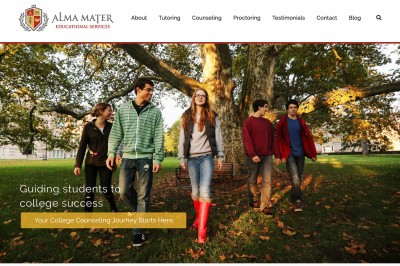 ALMA MATER
EDUCATIONAL SERVICES
About Tutoring Counseling Proctoring Testimonials Contact Blog
Guiding students to
college success
Your College Counseling Journey Starts Here